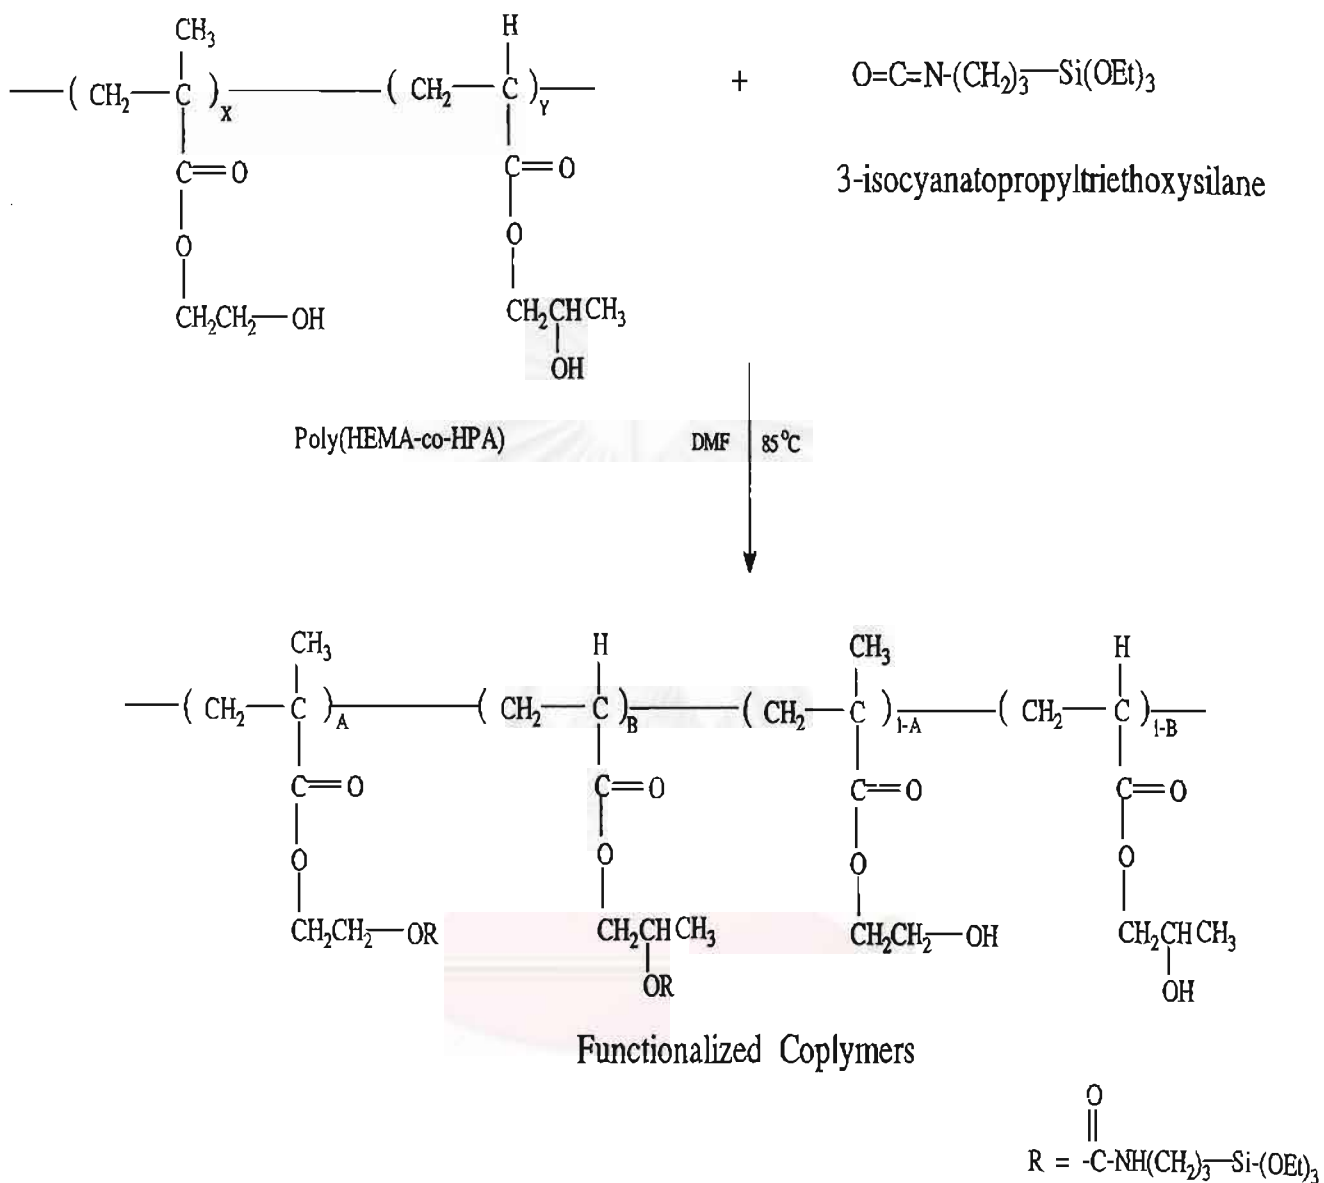 CH₃ H
—( CH₂—C )X———( CH₂—C )Y— + O=C=N-(CH₂)₃—Si(OEt)₃
C=O C=O
3-isocyanatopropyltriethoxysilane
O O
CH₂CH₂—OH CH₂CHCH₃
OH
Poly(HEMA-co-HPA) DMF 85°C
CH₃ H CH₃ H
—( CH₂—C )A———( CH₂—C )B———( CH₂—C )1-A———( CH₂—C )1-B—
C=O C=O C=O C=O
O O O O
CH₂CH₂—OR CH₂CHCH₃ CH₂CH₂—OH CH₂CHCH₃
OR OH
Functionalized Coplymers
O
R = -C-NH(CH₂)₃—Si-(OEt)₃